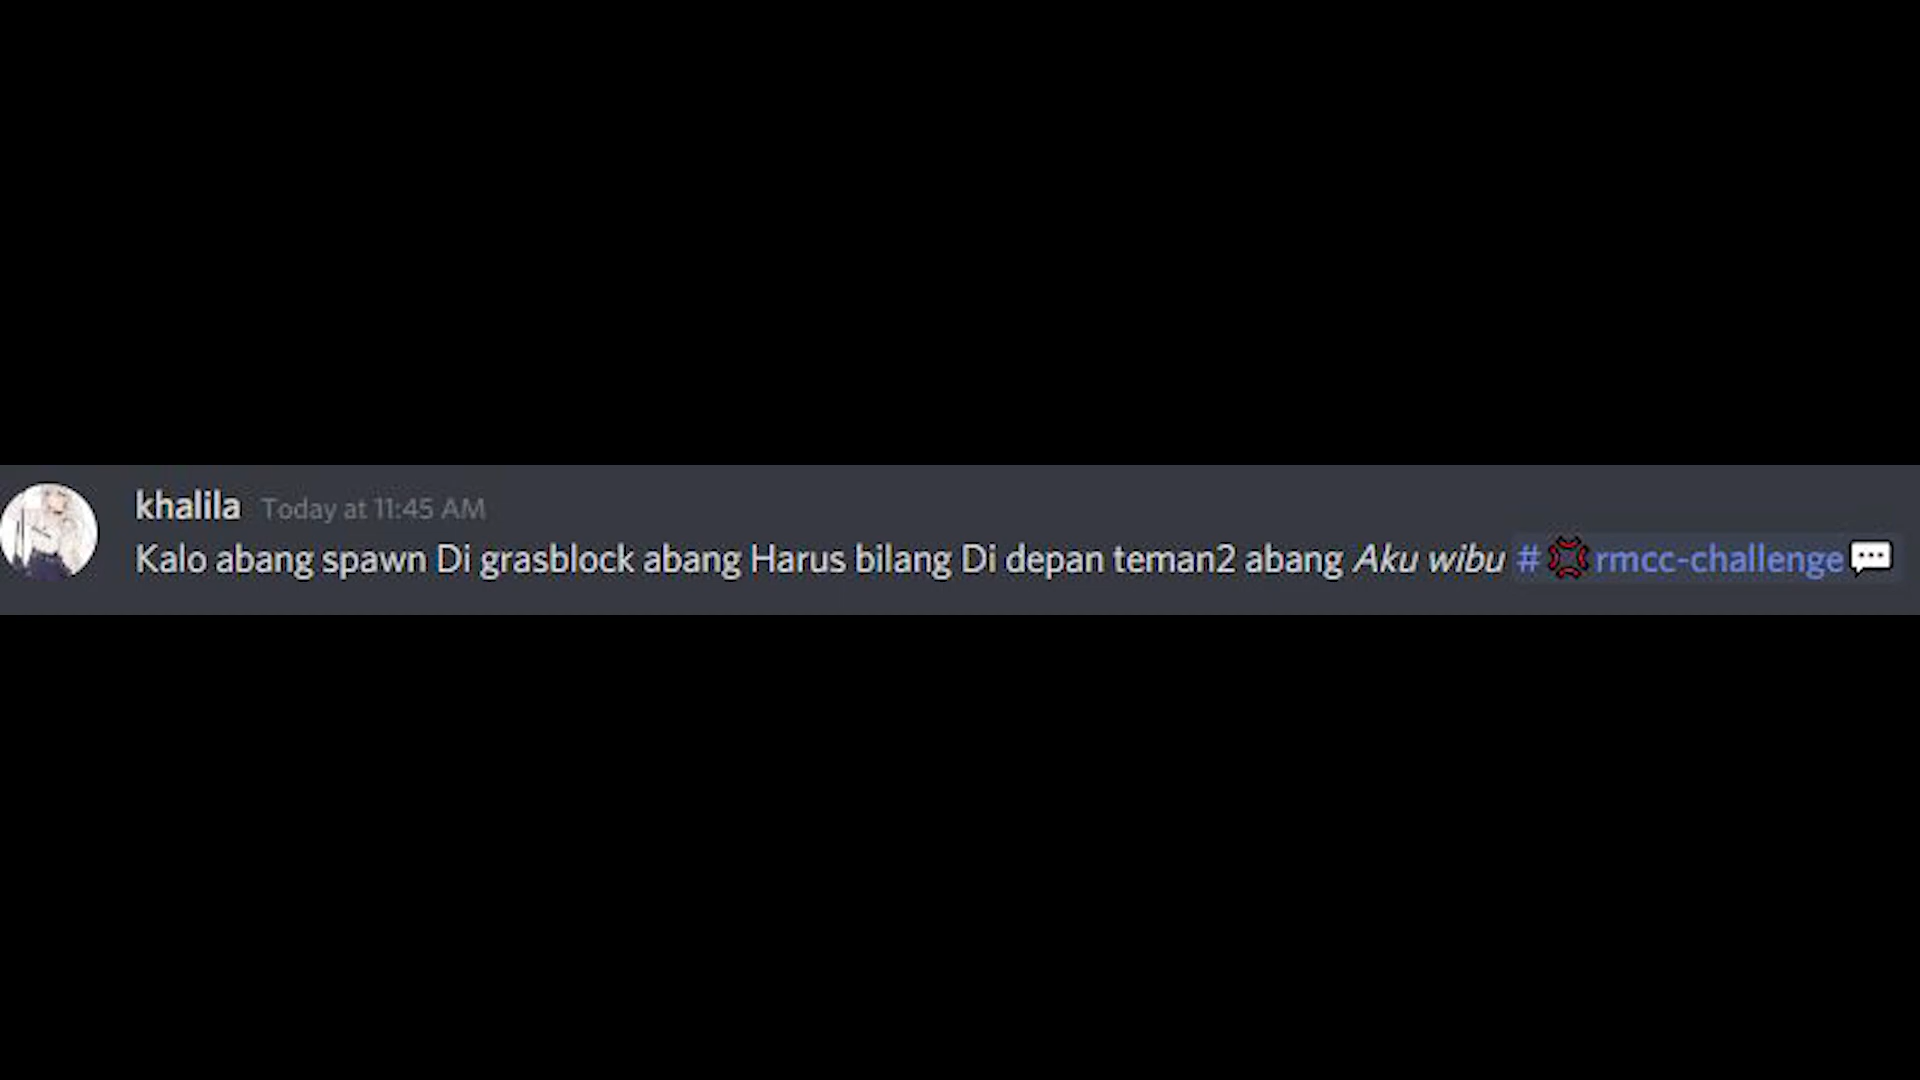 khalila Today at 11:45 AM
Kalo abang spawn Di grasblock abang Harus bilang Di depan teman2 abang Aku wibu #💢rmcc-challenge💬